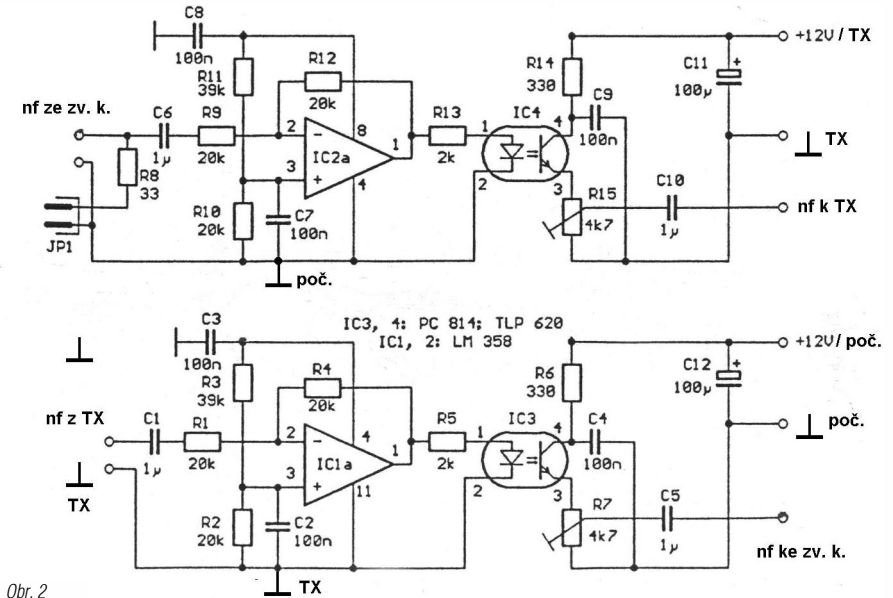 C8
100n
R11
39k
R12
20k
nf ze zv. k.
C6
1µ
R9
20k
R8
33
JP1
2
3
8
1
4
IC2a
R10
20k
C7
100n
poč.
R13
2k
1
2
IC4
4
3
R14
330
C9
100n
C11
100µ
+
R15
4k7
C10
1µ
+12V / TX
TX
nf k TX
IC3, 4: PC 814; TLP 620
IC1, 2: LM 358
C3
100n
R3
39k
R4
20k
nf z TX
C1
1µ
R1
20k
TX
2
3
4
1
11
IC1a
R2
20k
C2
100n
TX
R5
2k
1
2
IC3
4
3
R6
330
C4
100n
C12
100µ
+
R7
4k7
C5
1µ
+12V / poč.
poč.
nf ke zv. k.
Obr. 2